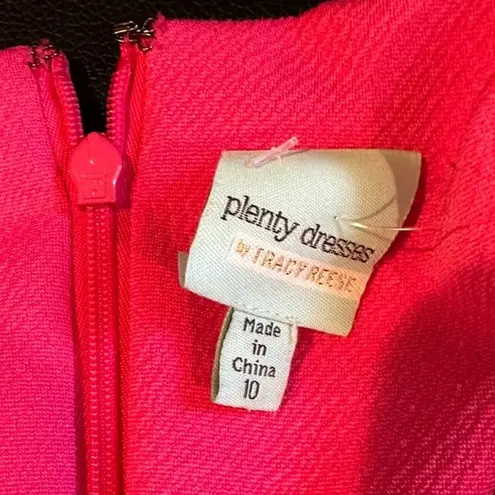 plenty dresses
by TRACY REESE
Made
in
China
10